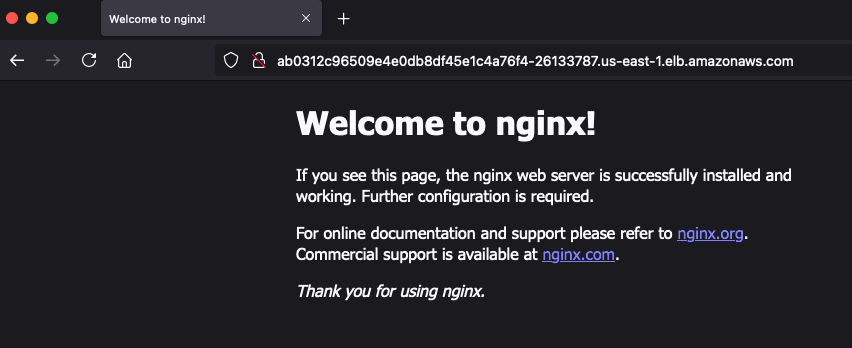 Welcome to nginx!
ab0312c96509e4e0db8df45e1c4a76f4-26133787.us-east-1.elb.amazonaws.com
Welcome to nginx!
If you see this page, the nginx web server is successfully installed and
working. Further configuration is required.
For online documentation and support please refer to nginx.org.
Commercial support is available at nginx.com.
Thank you for using nginx.